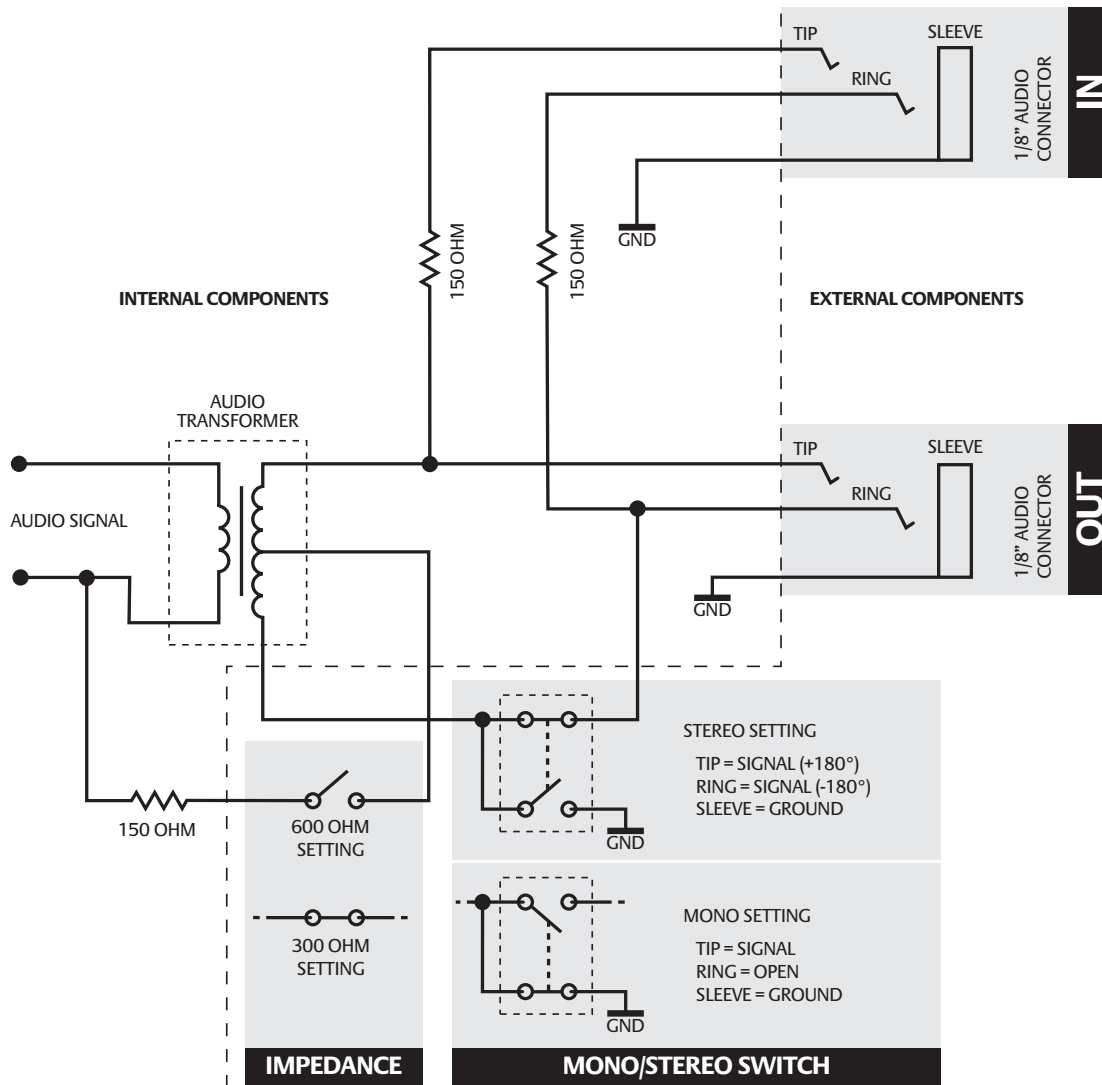 TIP
SLEEVE
RING
1/8” AUDIO
CONNECTOR
IN
GND
150 OHM
150 OHM
INTERNAL COMPONENTS
EXTERNAL COMPONENTS
AUDIO
TRANSFORMER
TIP
SLEEVE
RING
1/8” AUDIO
CONNECTOR
OUT
AUDIO SIGNAL
GND
STEREO SETTING
TIP = SIGNAL (+180°)
RING = SIGNAL (-180°)
SLEEVE = GROUND
150 OHM
600 OHM
SETTING
GND
MONO SETTING
TIP = SIGNAL
RING = OPEN
SLEEVE = GROUND
300 OHM
SETTING
GND
IMPEDANCE
MONO/STEREO SWITCH